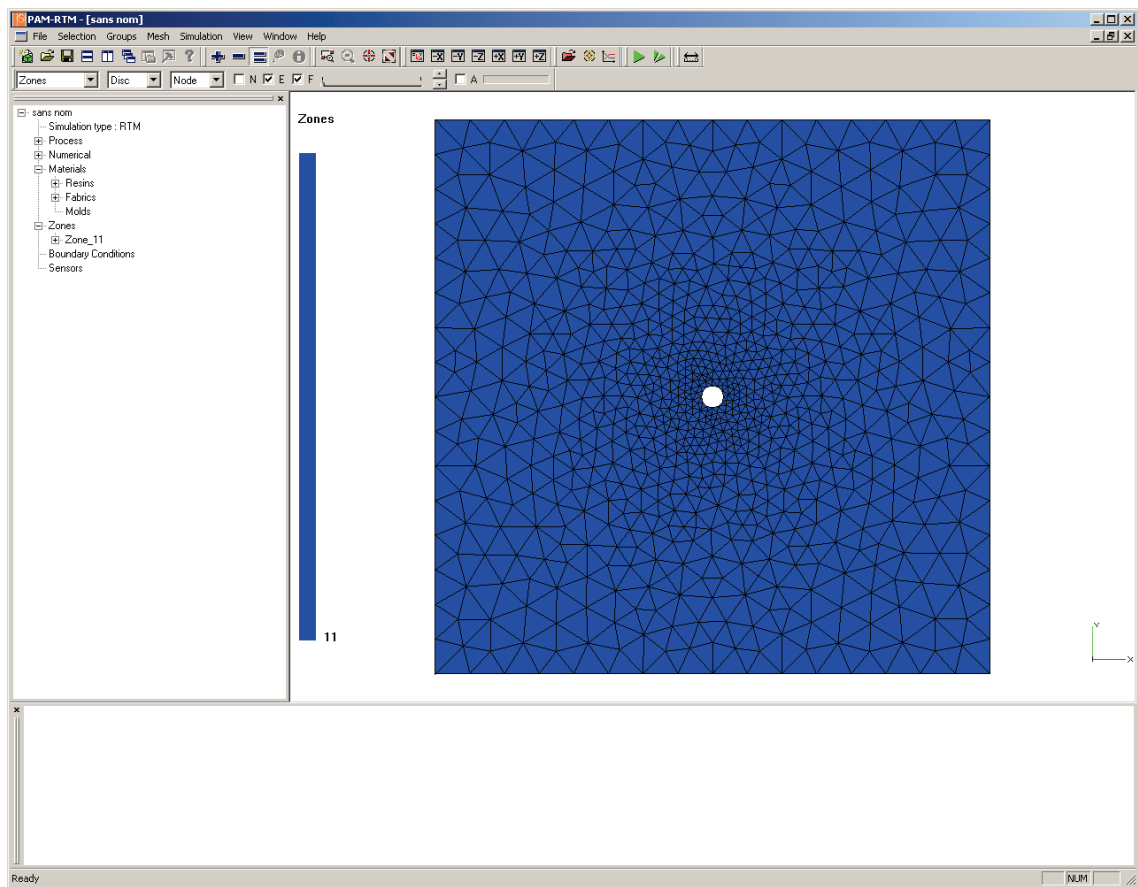 PAM-RTM - [sans nom]
File Selection Groups Mesh Simulation View Window Help
-X -Y -Z +X +Y +Z
Zones Disc Node N E F A
sans nom
Simulation type : RTM
Process
Numerical
Materials
Resins
Fabrics
Molds
Zones
Zone_11
Boundary Conditions
Sensors
Zones
11
Y
X
Ready NUM